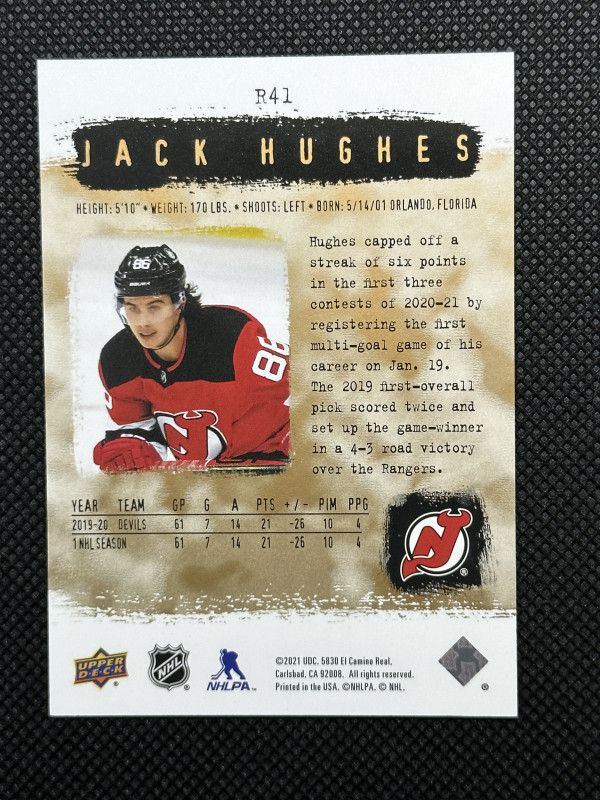 R41
JACK HUGHES
HEIGHT: 5'10" • WEIGHT: 170 LBS. • SHOOTS: LEFT • BORN: 5/14/01 ORLANDO, FLORIDA
86
BAUER
86
Hughes capped off a
streak of six points
in the first three
contests of 2020-21 by
registering the first
multi-goal game of his
career on Jan. 19.
The 2019 first-overall
pick scored twice and
set up the game-winner
in a 4-3 road victory
over the Rangers.
YEAR TEAM GP G A PTS +/- PIM PPG
2019-20 DEVILS 61 7 14 21 -26 10 4
1 NHL SEASON 61 7 14 21 -26 10 4
®
UPPER DECK ®
NHL ®
NHLPA™
©2021 UDC. 5830 El Camino Real,
Carlsbad, CA 92008. All rights reserved.
Printed in the USA. ©NHLPA. © NHL.
®